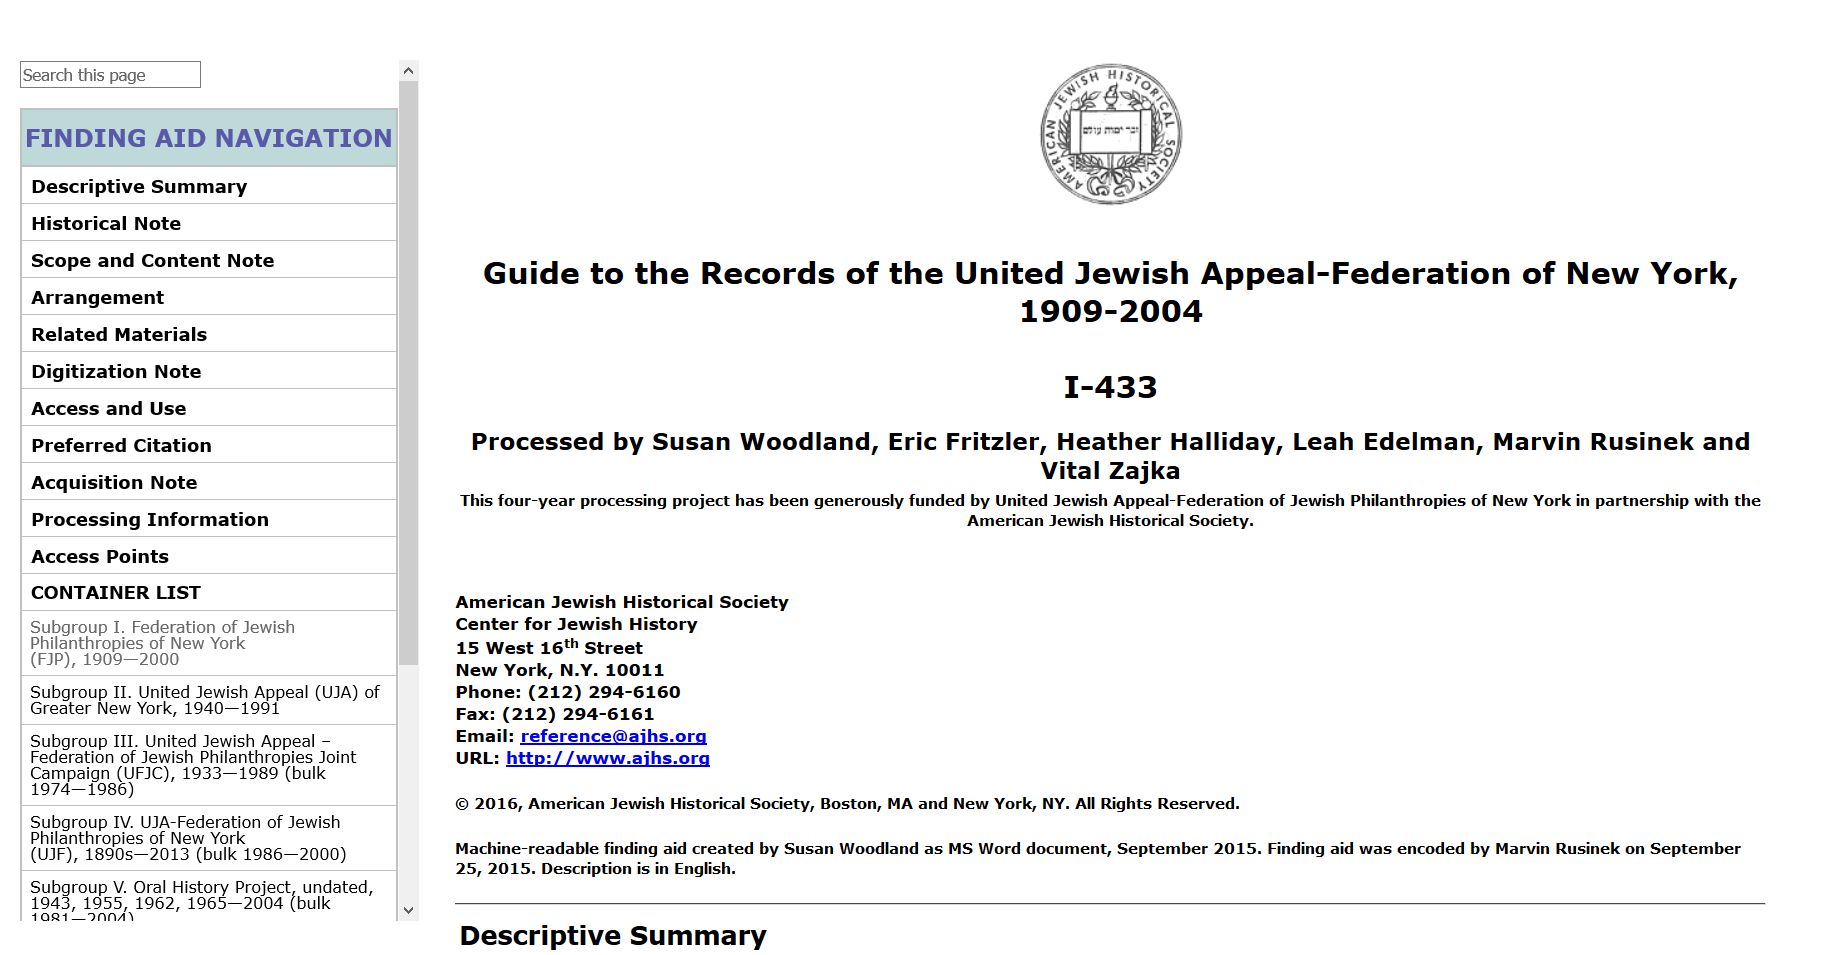 Search this page
FINDING AID NAVIGATION
Descriptive Summary
Historical Note
Scope and Content Note
Arrangement
Related Materials
Digitization Note
Access and Use
Preferred Citation
Acquisition Note
Processing Information
Access Points
CONTAINER LIST
Subgroup I. Federation of Jewish
Philanthropies of New York
(FJP), 1909—2000
Subgroup II. United Jewish Appeal (UJA) of
Greater New York, 1940—1991
Subgroup III. United Jewish Appeal –
Federation of Jewish Philanthropies Joint
Campaign (UFJC), 1933—1989 (bulk
1974—1986)
Subgroup IV. UJA-Federation of Jewish
Philanthropies of New York
(UJF), 1890s—2013 (bulk 1986—2000)
Subgroup V. Oral History Project, undated,
1943, 1955, 1962, 1965—2004 (bulk
1981—2004)
AMERICAN JEWISH HISTORICAL SOCIETY
זכר ימות עולם
Guide to the Records of the United Jewish Appeal-Federation of New York,
1909-2004
I-433
Processed by Susan Woodland, Eric Fritzler, Heather Halliday, Leah Edelman, Marvin Rusinek and
Vital Zajka
This four-year processing project has been generously funded by United Jewish Appeal-Federation of Jewish Philanthropies of New York in partnership with the
American Jewish Historical Society.
American Jewish Historical Society
Center for Jewish History
15 West 16th Street
New York, N.Y. 10011
Phone: (212) 294-6160
Fax: (212) 294-6161
Email: reference@ajhs.org
URL: http://www.ajhs.org
© 2016, American Jewish Historical Society, Boston, MA and New York, NY. All Rights Reserved.
Machine-readable finding aid created by Susan Woodland as MS Word document, September 2015. Finding aid was encoded by Marvin Rusinek on September
25, 2015. Description is in English.
Descriptive Summary